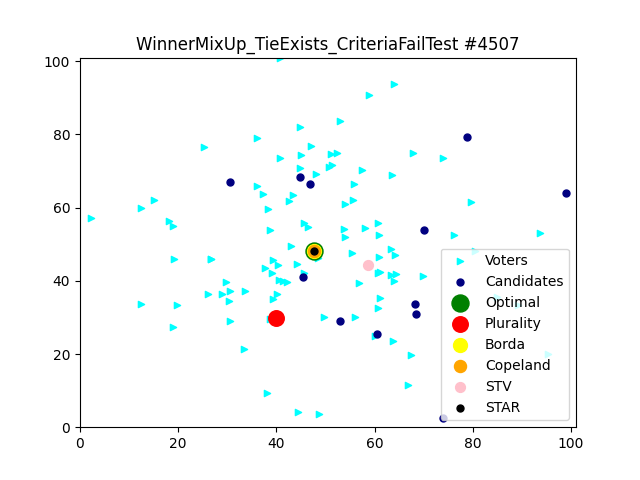 WinnerMixUp_TieExists_CriteriaFailTest #4507
100
80
60
40
20
0
0 20 40 60 80 100
Voters
Candidates
Optimal
Plurality
Borda
Copeland
STV
STAR